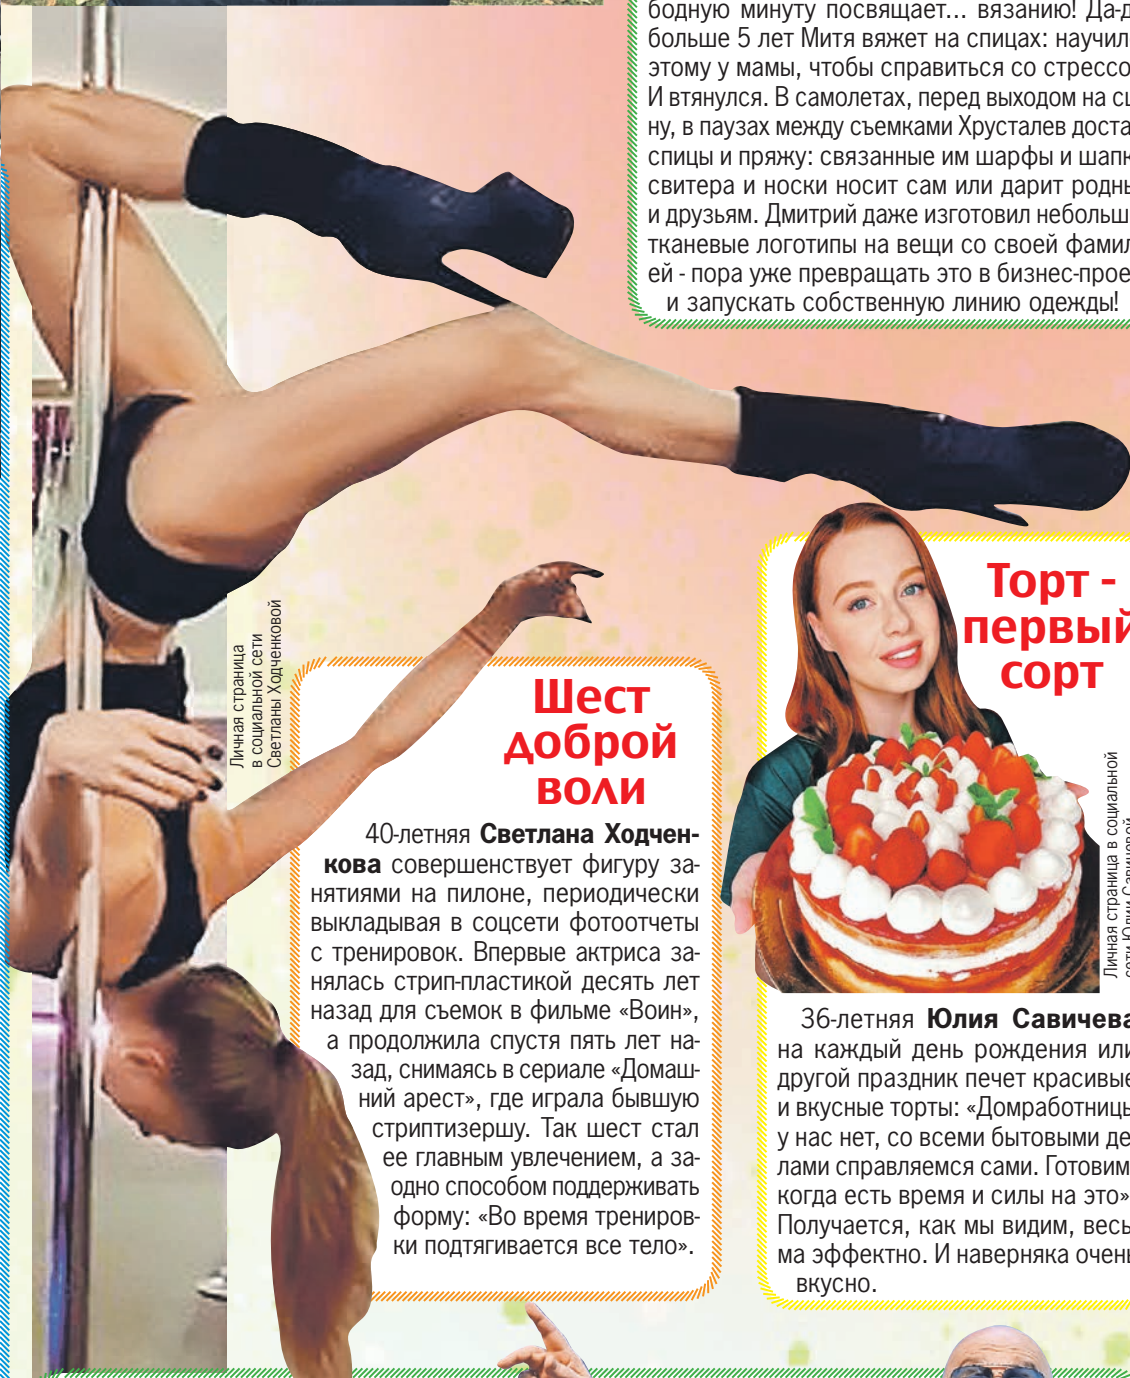 бодную минуту посвящает... вязанию! Да-д
больше 5 лет Митя вяжет на спицах: научил
этому у мамы, чтобы справиться со стрессо
И втянулся. В самолетах, перед выходом на сц
ну, в паузах между съемками Хрусталев доста
спицы и пряжу: связанные им шарфы и шапк
свитера и носки носит сам или дарит родны
и друзьям. Дмитрий даже изготовил небольш
тканевые логотипы на вещи со своей фамил
ей - пора уже превращать это в бизнес-прое
и запускать собственную линию одежды!
Личная страница
в социальной сети
Светланы Ходченковой
Шест
доброй
воли
40-летняя Светлана Ходчен-
кова совершенствует фигуру за-
нятиями на пилоне, периодически
выкладывая в соцсети фотоотчеты
с тренировок. Впервые актриса за-
нялась стрип-пластикой десять лет
назад для съемок в фильме «Воин»,
а продолжила спустя пять лет на-
зад, снимаясь в сериале «Домаш-
ний арест», где играла бывшую
стриптизершу. Так шест стал
ее главным увлечением, а за-
одно способом поддерживать
форму: «Во время трениров-
ки подтягивается все тело».
Торт -
первый
сорт
Личная страница в социальной
сети Юлии Савичевой
36-летняя Юлия Савичева
на каждый день рождения или
другой праздник печет красивые
и вкусные торты: «Домработницы
у нас нет, со всеми бытовыми де-
лами справляемся сами. Готовим,
когда есть время и силы на это».
Получается, как мы видим, весь-
ма эффектно. И наверняка очень
вкусно.